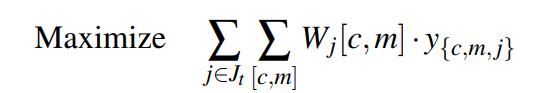 Maximize ∑_{j∈J_t} ∑_{[c,m]} W_j[c,m] · y_{{c,m,j}}